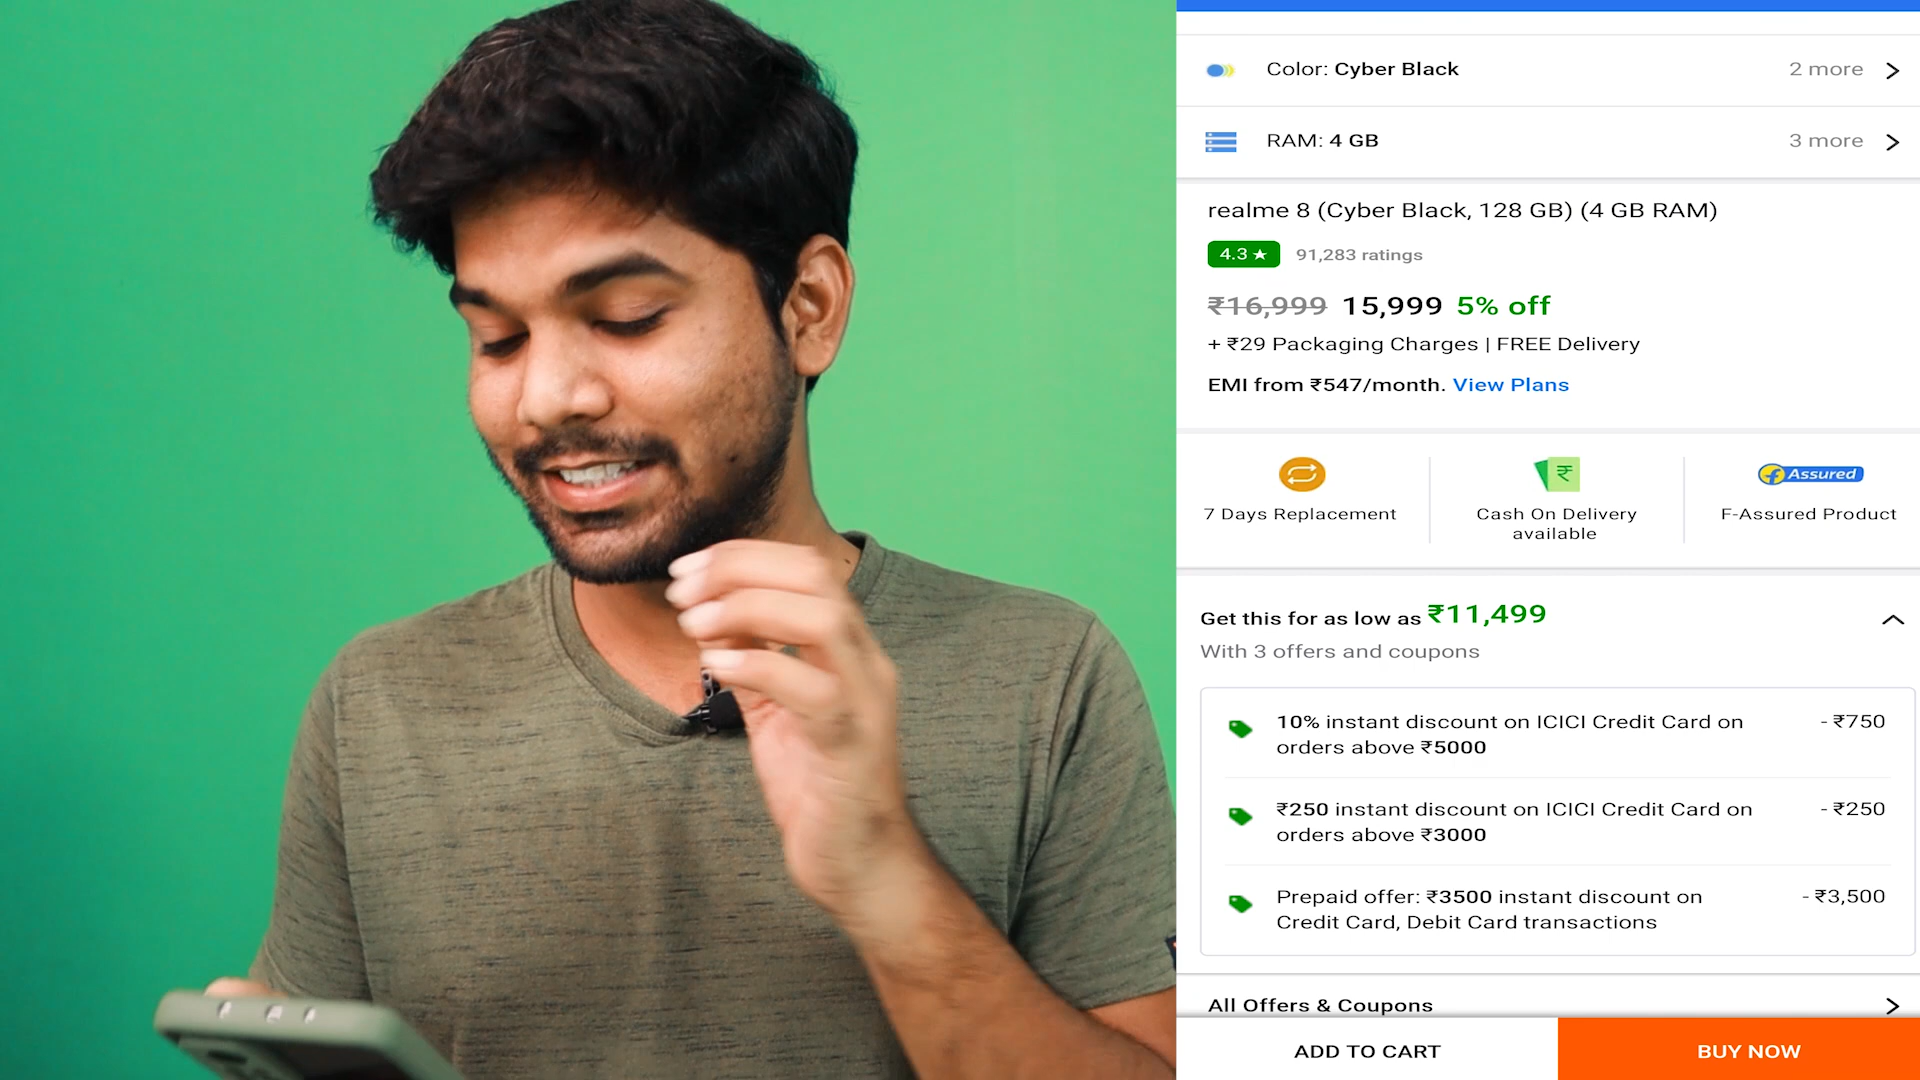 Color: Cyber Black 2 more
RAM: 4 GB 3 more
realme 8 (Cyber Black, 128 GB) (4 GB RAM)
4.3 ★ 91,283 ratings
₹16,999 15,999 5% off
+ ₹29 Packaging Charges | FREE Delivery
EMI from ₹547/month. View Plans
7 Days Replacement
Cash On Delivery
available
Assured
F-Assured Product
Get this for as low as ₹11,499
With 3 offers and coupons
10% instant discount on ICICI Credit Card on - ₹750
orders above ₹5000
₹250 instant discount on ICICI Credit Card on - ₹250
orders above ₹3000
Prepaid offer: ₹3500 instant discount on - ₹3,500
Credit Card, Debit Card transactions
All Offers & Coupons
ADD TO CART
BUY NOW